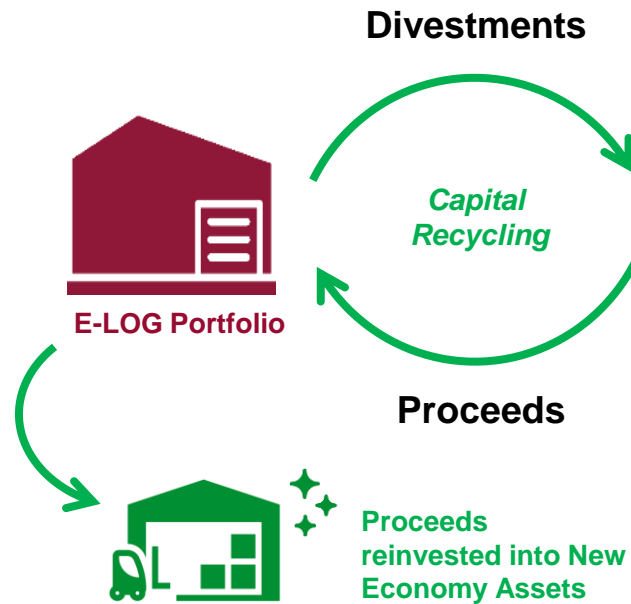 Divestments
Capital
Recycling
E-LOG Portfolio
Proceeds
Proceeds
reinvested into New
Economy Assets